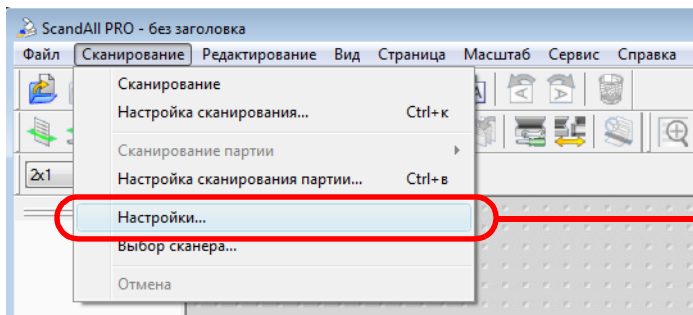 ScandAll PRO - без заголовка
Файл Сканирование Редактирование Вид Страница Масштаб Сервис Справка
Сканирование
Настройка сканирования... Ctrl+к
Сканирование партии
Настройка сканирования партии... Ctrl+в
2x1
Настройки...
Выбор сканера...
Отмена